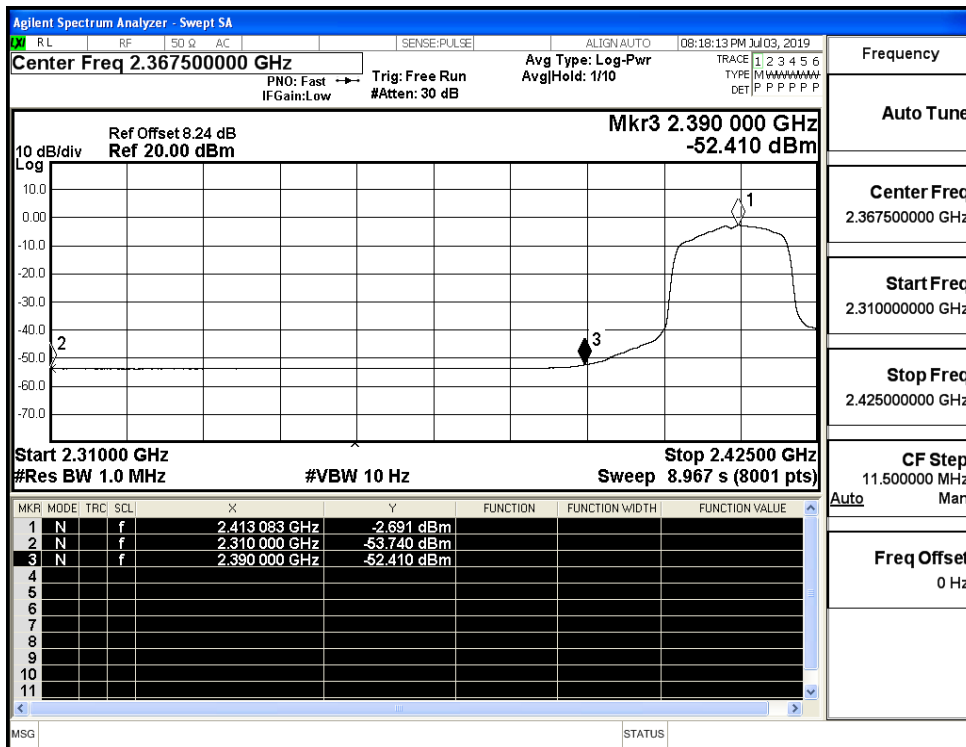 Agilent Spectrum Analyzer - Swept SA
LXI RL RF 50 Ω AC SENSE:PULSE ALIGN AUTO 08:18:13 PM Jul 03, 2019
Center Freq 2.367500000 GHz
PNO: Fast
IFGain:Low
Trig: Free Run
#Atten: 30 dB
Avg Type: Log-Pwr
Avg|Hold: 1/10
TRACE 1 2 3 4 5 6
TYPE M
DET P P P P P P
Ref Offset 8.24 dB
10 dB/div Ref 20.00 dBm
Log
Mkr3 2.390 000 GHz
-52.410 dBm
10.0
0.00
-10.0
-20.0
-30.0
-40.0
-50.0
-60.0
-70.0
1
2
3
Start 2.31000 GHz
Stop 2.42500 GHz
#Res BW 1.0 MHz
#VBW 10 Hz
Sweep 8.967 s (8001 pts)
MKR MODE TRC SCL X Y FUNCTION FUNCTION WIDTH FUNCTION VALUE
1 N f 2.413 083 GHz -2.691 dBm
2 N f 2.310 000 GHz -53.740 dBm
3 N f 2.390 000 GHz -52.410 dBm
4
5
6
7
8
9
10
11
MSG
STATUS
Frequency
Auto Tune
Center Freq
2.367500000 GHz
Start Freq
2.310000000 GHz
Stop Freq
2.425000000 GHz
CF Step
11.500000 MHz
Auto Man
Freq Offset
0 Hz